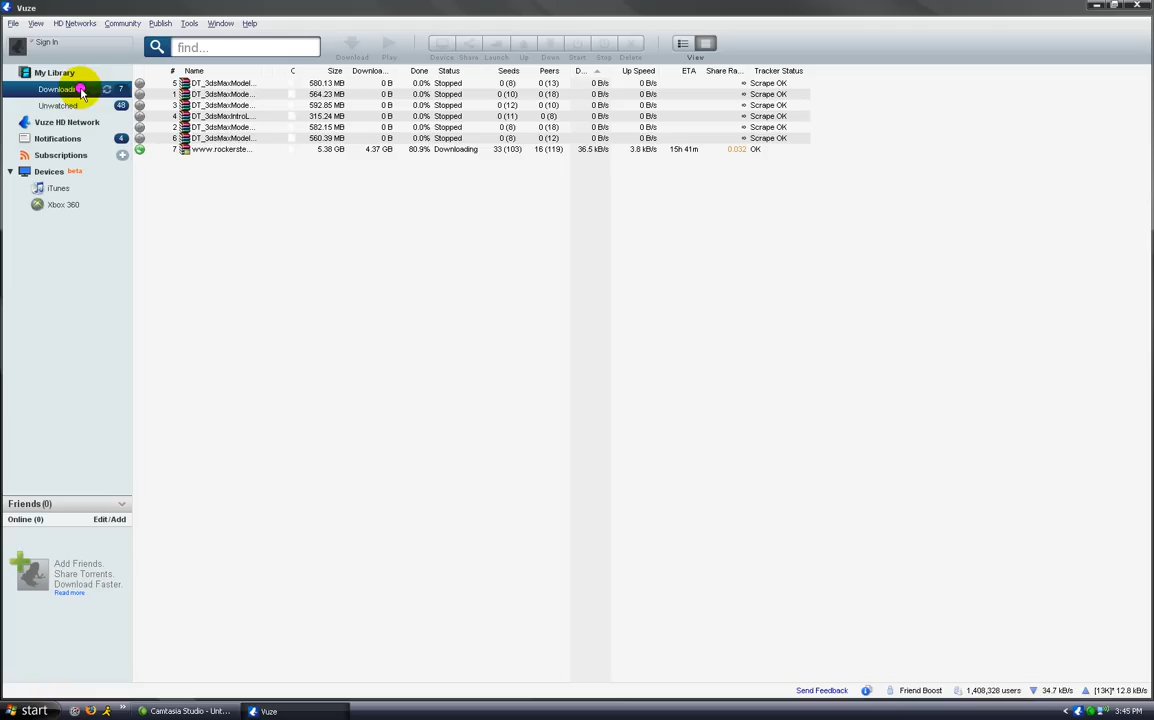 Vuze
File View HD Networks Community Publish Tools Window Help
Sign In
find...
Download Play Device Share Launch Up Down Start Stop Delete View
My Library
Downloadi 7
Unwatched 48
Vuze HD Network
Notifications 4
Subscriptions
Devices beta
iTunes
Xbox 360
# Name C Size Downloa... Done Status Seeds Peers D... Up Speed ETA Share Ra... Tracker Status
5 DT_3dsMaxModel... 580.13 MB 0 B 0.0% Stopped 0 (8) 0 (13) 0 B/s 0 B/s ∞ Scrape OK
1 DT_3dsMaxMode... 564.23 MB 0 B 0.0% Stopped 0 (10) 0 (18) 0 B/s 0 B/s ∞ Scrape OK
3 DT_3dsMaxMode... 592.85 MB 0 B 0.0% Stopped 0 (12) 0 (10) 0 B/s 0 B/s ∞ Scrape OK
4 DT_3dsMaxIntroL... 315.24 MB 0 B 0.0% Stopped 0 (11) 0 (8) 0 B/s 0 B/s ∞ Scrape OK
2 DT_3dsMaxModel... 582.15 MB 0 B 0.0% Stopped 0 (8) 0 (18) 0 B/s 0 B/s ∞ Scrape OK
6 DT_3dsMaxModel... 560.39 MB 0 B 0.0% Stopped 0 (8) 0 (12) 0 B/s 0 B/s ∞ Scrape OK
7 www.rockerste... 5.38 GB 4.37 GB 80.9% Downloading 33 (103) 16 (119) 36.5 kB/s 3.8 kB/s 15h 41m 0.032 OK
Friends (0)
Online (0) Edit/Add
Add Friends.
Share Torrents.
Download Faster.
Read more
Send Feedback Friend Boost 1,408,328 users 34.7 kB/s [13K]* 12.8 kB/s
start Camtasia Studio - Unt... Vuze 3:45 PM